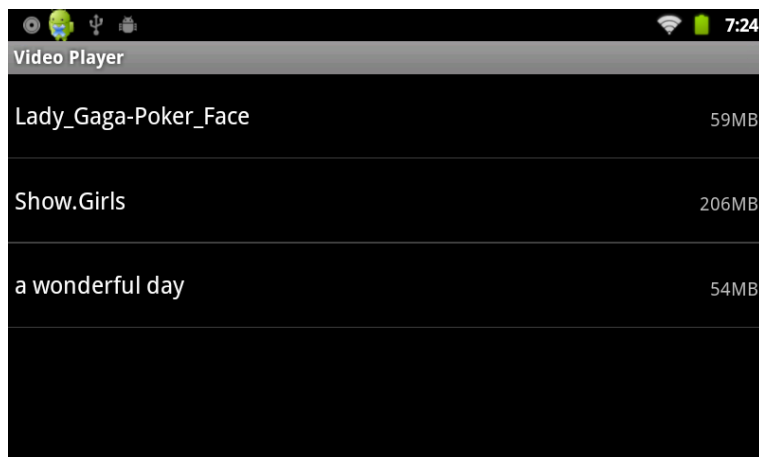 7:24
Video Player
Lady_Gaga-Poker_Face 59MB
Show.Girls 206MB
a wonderful day 54MB